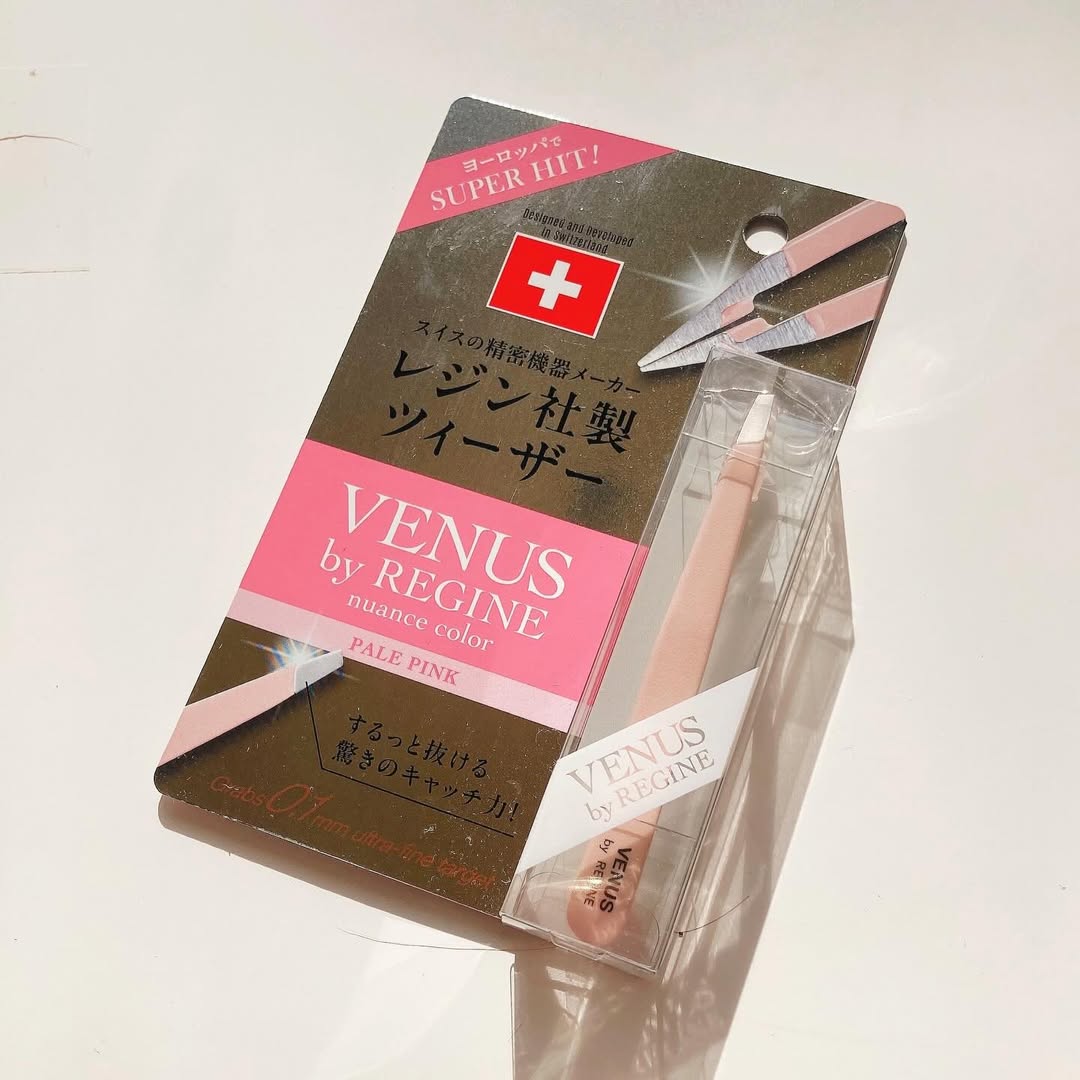 ヨーロッパで
SUPER HIT!
Designed and Developed
in Switzerland
スイスの精密機器メーカー
レジン社製
ツィーザー
VENUS
by REGINE
nuance color
PALE PINK
するっと抜ける
驚きのキャッチ力!
Grabs 0.1mm ultra-fine target
VENUS
by REGINE
VENUS
by REGINE